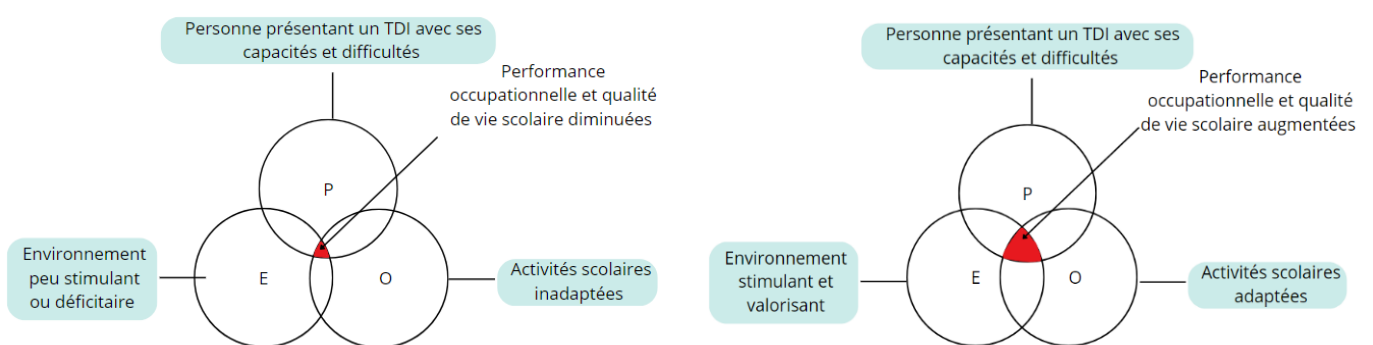 Personne présentant un TDI avec ses
capacités et difficultés
Performance
occupationnelle et qualité
de vie scolaire diminuées
P
Environnement
peu stimulant
ou déficitaire
E
O
Activités scolaires
inadaptées
Personne présentant un TDI avec ses
capacités et difficultés
Performance
occupationnelle et qualité
de vie scolaire augmentées
P
Environnement
stimulant et
valorisant
E
O
Activités scolaires
adaptées